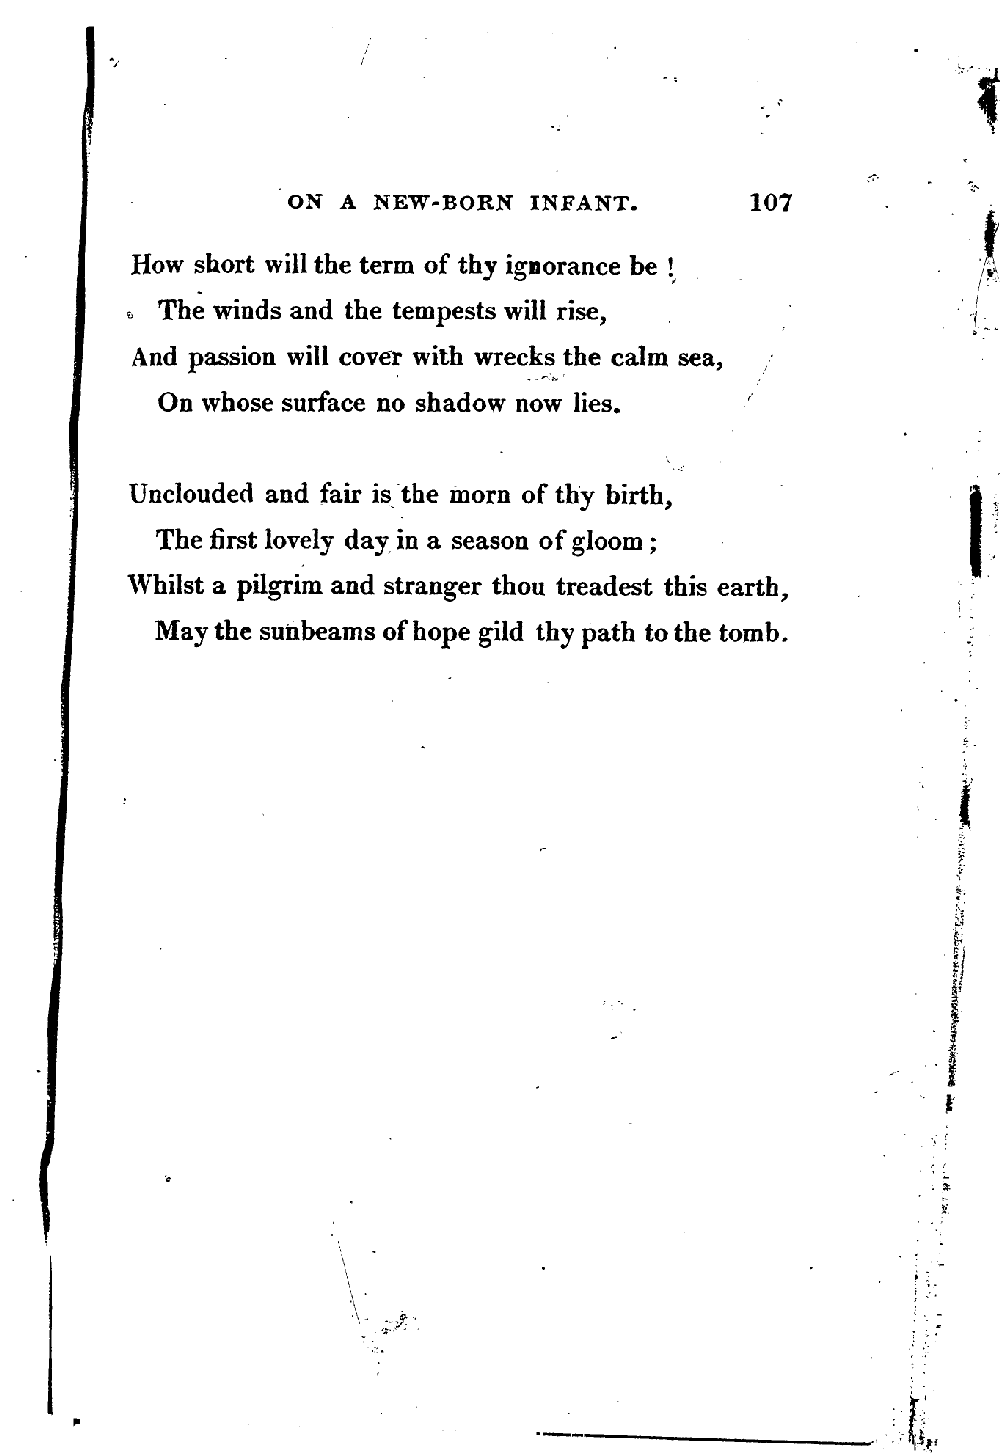 ON A NEW-BORN INFANT. 107
How short will the term of thy ignorance be !
The winds and the tempests will rise,
And passion will cover with wrecks the calm sea,
On whose surface no shadow now lies.
Unclouded and fair is the morn of thy birth,
The first lovely day in a season of gloom ;
Whilst a pilgrim and stranger thou treadest this earth,
May the sunbeams of hope gild thy path to the tomb.